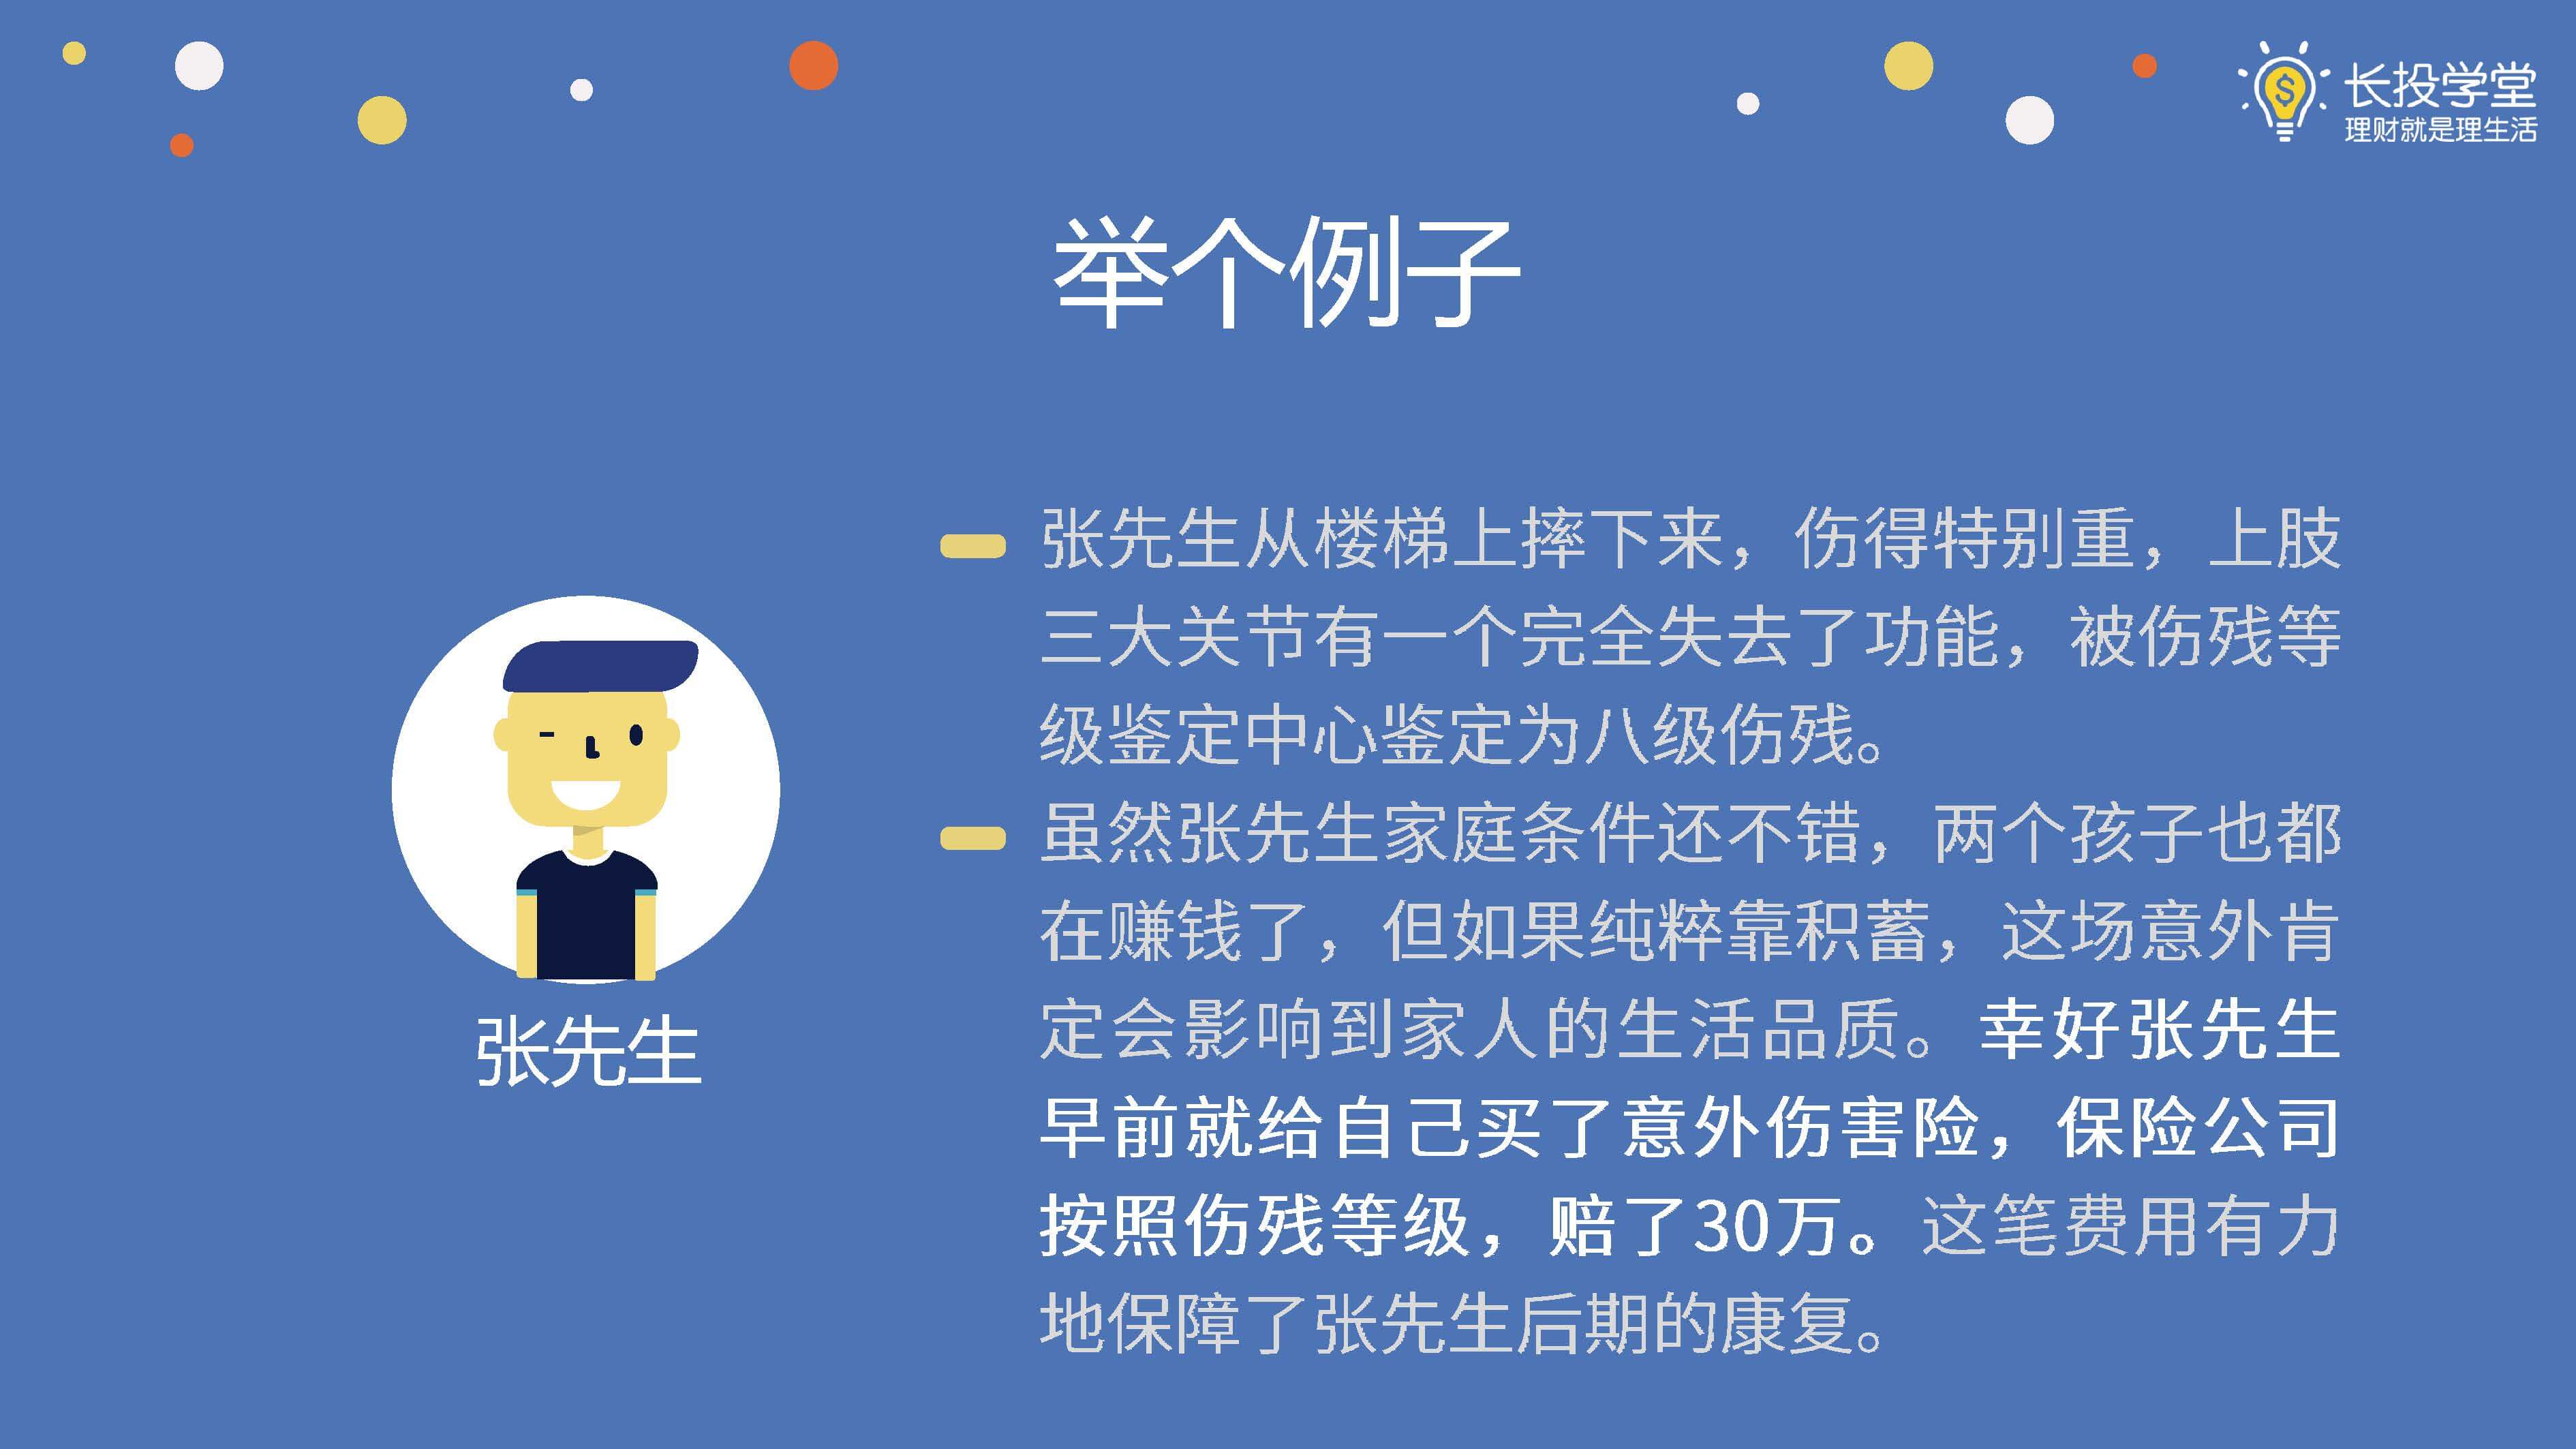 长投学堂
理财就是理生活
举个例子
张先生从楼梯上摔下来，伤得特别重，上肢
三大关节有一个完全失去了功能，被伤残等
级鉴定中心鉴定为八级伤残。
虽然张先生家庭条件还不错，两个孩子也都
在赚钱了，但如果纯粹靠积蓄，这场意外肯
定会影响到家人的生活品质。幸好张先生
早前就给自己买了意外伤害险，保险公司
按照伤残等级，赔了30万。这笔费用有力
地保障了张先生后期的康复。
张先生